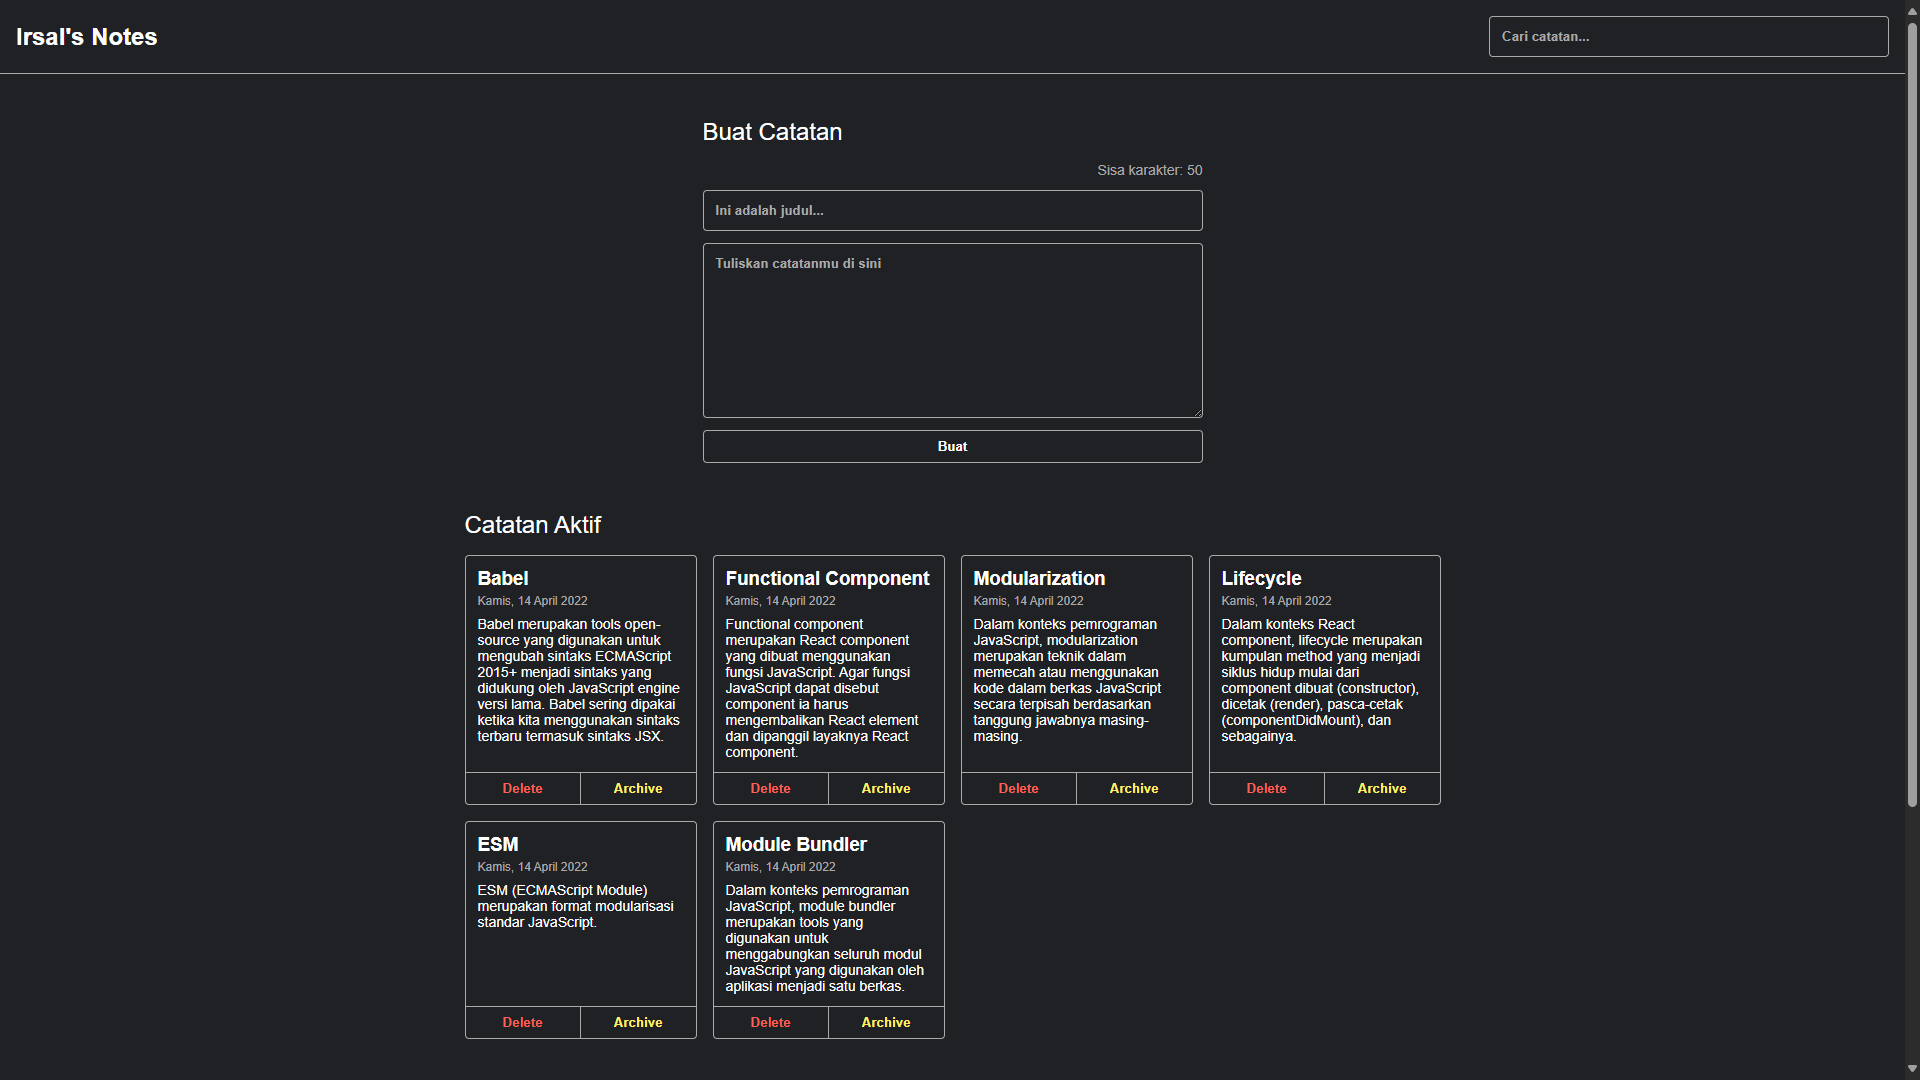 Irsal's Notes
Cari catatan...
Buat Catatan
Sisa karakter: 50
Ini adalah judul...
Tuliskan catatanmu di sini
Buat
Catatan Aktif
Babel
Kamis, 14 April 2022
Babel merupakan tools open-
source yang digunakan untuk
mengubah sintaks ECMAScript
2015+ menjadi sintaks yang
didukung oleh JavaScript engine
versi lama. Babel sering dipakai
ketika kita menggunakan sintaks
terbaru termasuk sintaks JSX.
Delete
Archive
Functional Component
Kamis, 14 April 2022
Functional component
merupakan React component
yang dibuat menggunakan
fungsi JavaScript. Agar fungsi
JavaScript dapat disebut
component ia harus
mengembalikan React element
dan dipanggil layaknya React
component.
Delete
Archive
Modularization
Kamis, 14 April 2022
Dalam konteks pemrograman
JavaScript, modularization
merupakan teknik dalam
memecah atau menggunakan
kode dalam berkas JavaScript
secara terpisah berdasarkan
tanggung jawabnya masing-
masing.
Delete
Archive
Lifecycle
Kamis, 14 April 2022
Dalam konteks React
component, lifecycle merupakan
kumpulan method yang menjadi
siklus hidup mulai dari
component dibuat (constructor),
dicetak (render), pasca-cetak
(componentDidMount), dan
sebagainya.
Delete
Archive
ESM
Kamis, 14 April 2022
ESM (ECMAScript Module)
merupakan format modularisasi
standar JavaScript.
Delete
Archive
Module Bundler
Kamis, 14 April 2022
Dalam konteks pemrograman
JavaScript, module bundler
merupakan tools yang
digunakan untuk
menggabungkan seluruh modul
JavaScript yang digunakan oleh
aplikasi menjadi satu berkas.
Delete
Archive